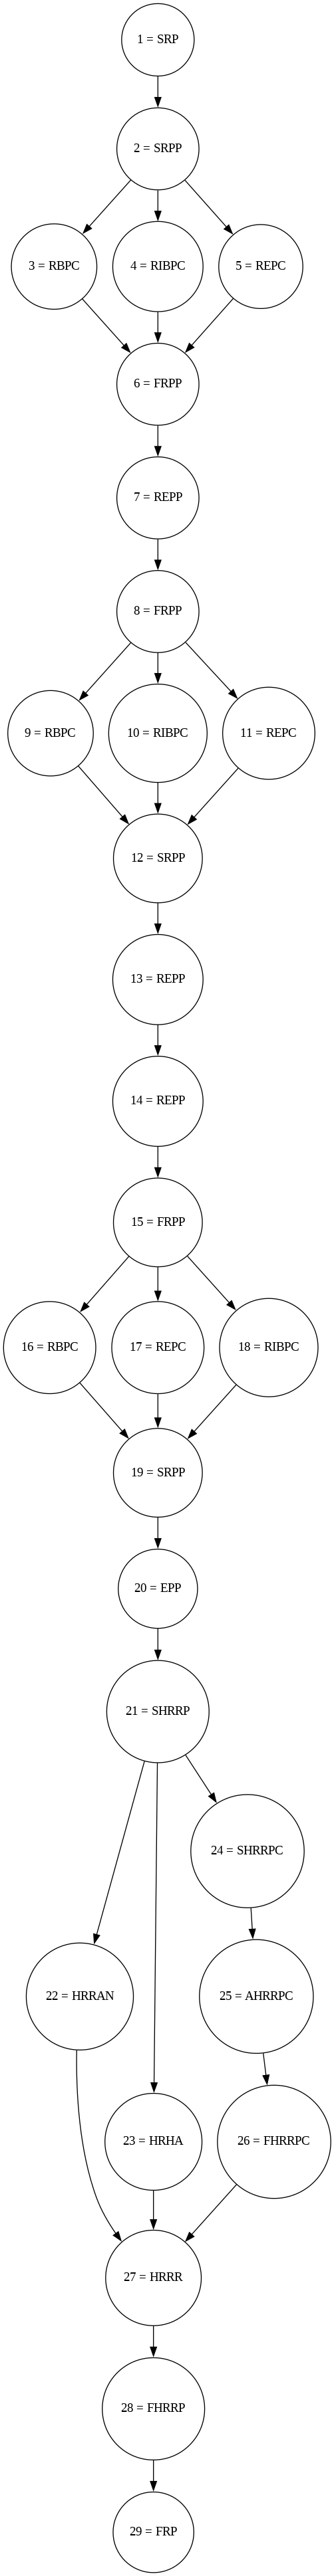 1 = SRP
2 = SRPP
3 = RBPC
4 = RIBPC
5 = REPC
6 = FRPP
7 = REPP
8 = FRPP
9 = RBPC
10 = RIBPC
11 = REPC
12 = SRPP
13 = REPP
14 = REPP
15 = FRPP
16 = RBPC
17 = REPC
18 = RIBPC
19 = SRPP
20 = EPP
21 = SHRRP
24 = SHRRPC
22 = HRRAN
25 = AHRRPC
23 = HRHA
26 = FHRRPC
27 = HRRR
28 = FHRRP
29 = FRP